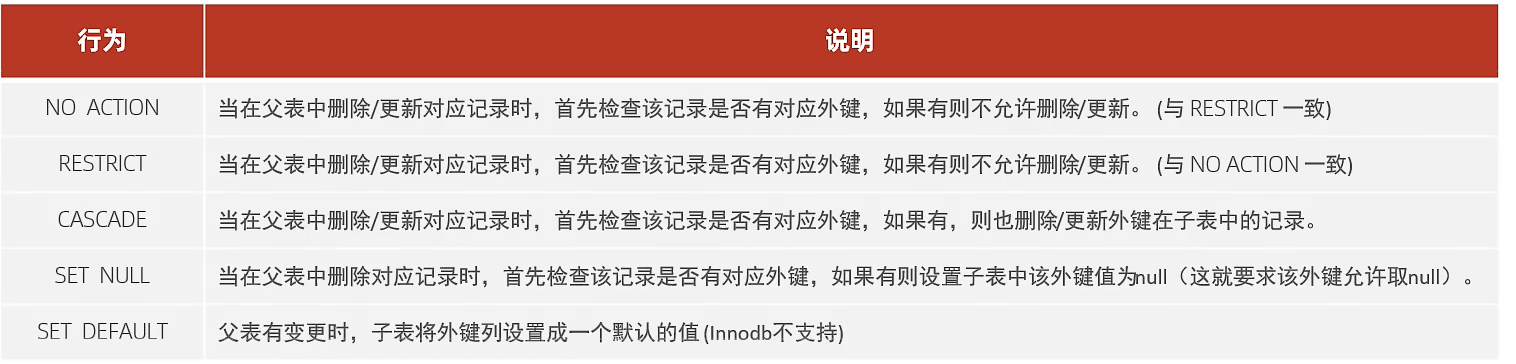 行为 说明
NO ACTION 当在父表中删除/更新对应记录时，首先检查该记录是否有对应外键，如果有则不允许删除/更新。 (与 RESTRICT 一致)
RESTRICT 当在父表中删除/更新对应记录时，首先检查该记录是否有对应外键，如果有则不允许删除/更新。 (与 NO ACTION 一致)
CASCADE 当在父表中删除/更新对应记录时，首先检查该记录是否有对应外键，如果有，则也删除/更新外键在子表中的记录。
SET NULL 当在父表中删除对应记录时，首先检查该记录是否有对应外键，如果有则设置子表中该外键值为null（这就要求该外键允许取null）。
SET DEFAULT 父表有变更时，子表将外键列设置成一个默认的值 (Innodb不支持)